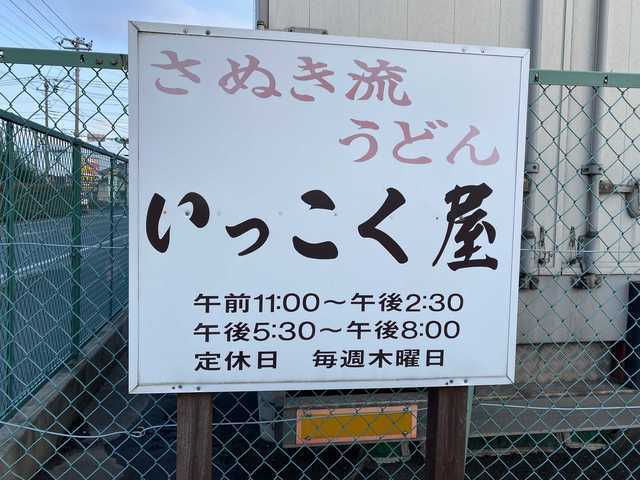 さぬき流
うどん
いっこく屋
午前11:00〜午後2:30
午後5:30〜午後8:00
定休日　毎週木曜日